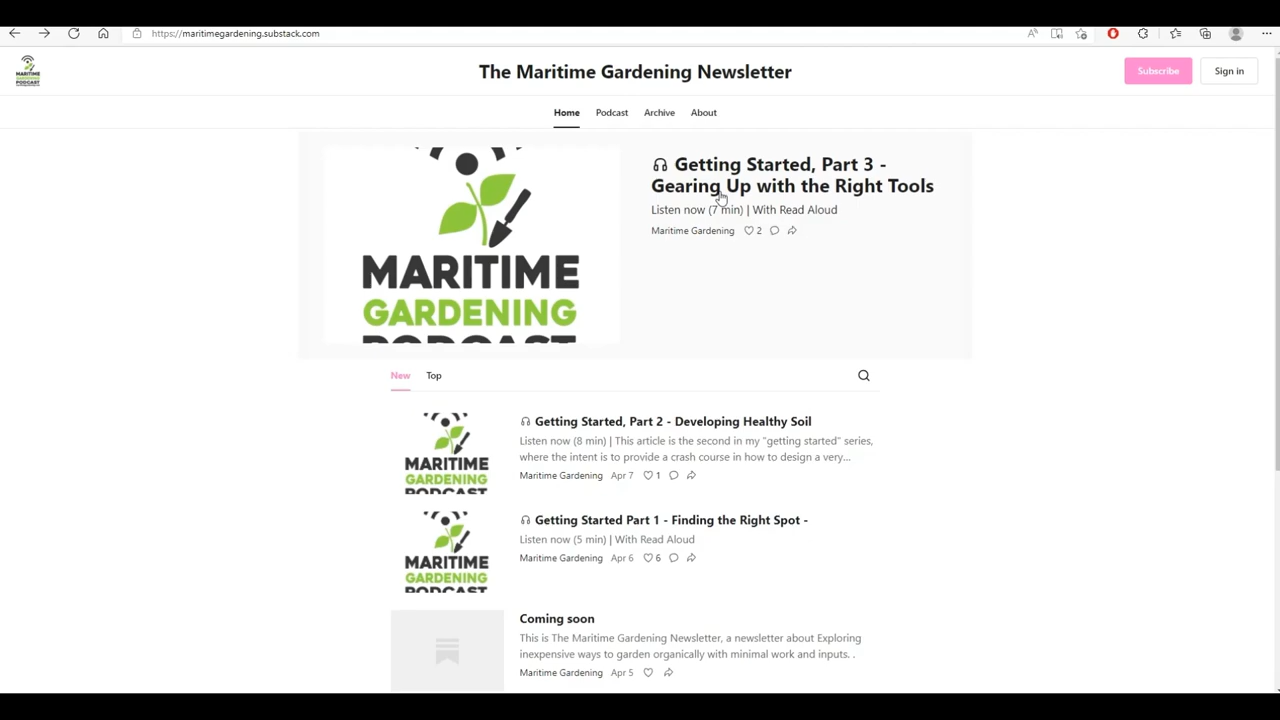 https://maritimegardening.substack.com
MARITIME
GARDENING
PODCAST
The Maritime Gardening Newsletter
Subscribe
Sign in
Home
Podcast
Archive
About
MARITIME
GARDENING
PODCAST
Getting Started, Part 3 -
Gearing Up with the Right Tools
Listen now (7 min) | With Read Aloud
Maritime Gardening 2
New
Top
MARITIME
GARDENING
PODCAST
Getting Started, Part 2 - Developing Healthy Soil
Listen now (8 min) | This article is the second in my "getting started" series,
where the intent is to provide a crash course in how to design a very...
Maritime Gardening Apr 7 1
MARITIME
GARDENING
PODCAST
Getting Started Part 1 - Finding the Right Spot -
Listen now (5 min) | With Read Aloud
Maritime Gardening Apr 6 6
Coming soon
This is The Maritime Gardening Newsletter, a newsletter about Exploring
inexpensive ways to garden organically with minimal work and inputs. .
Maritime Gardening Apr 5